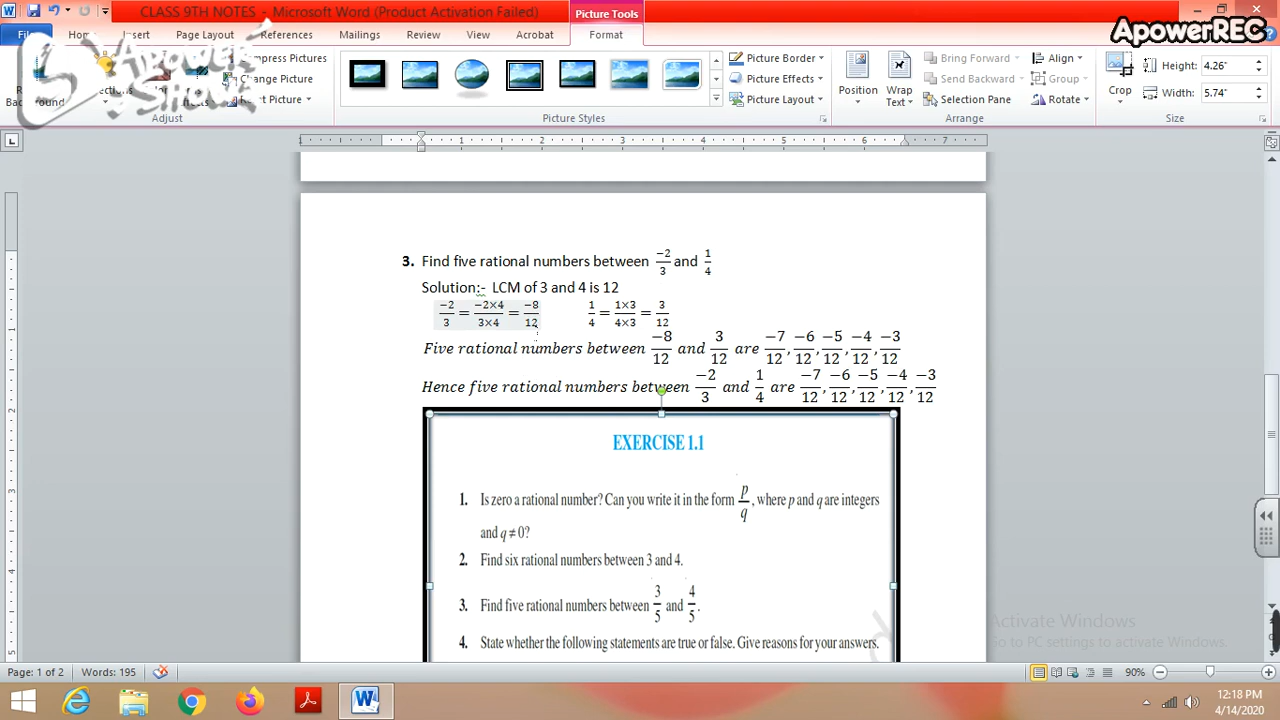 CLASS 9TH NOTES - Microsoft Word (Product Activation Failed)
Picture Tools
ApowerREC
APOWER SHOW
File Home Insert Page Layout References Mailings Review View Acrobat Format
Compress Pictures
Change Picture
Picture
Adjust
Picture Styles
Picture Border
Picture Effects
Picture Layout
Position
Wrap Text
Bring Forward
Send Backward
Selection Pane
Align
Group
Rotate
Arrange
Crop
Height: 4.26"
Width: 5.74"
Size
1 1 2 3 4 5 6 7
3. Find five rational numbers between -2/3 and 1/4
Solution:- LCM of 3 and 4 is 12
-2/3 = -2×4/3×4 = -8/12 1/4 = 1×3/4×3 = 3/12
Five rational numbers between -8/12 and 3/12 are -7/12, -6/12, -5/12, -4/12, -3/12
Hence five rational numbers between -2/3 and 1/4 are -7/12, -6/12, -5/12, -4/12, -3/12
EXERCISE 1.1
1. Is zero a rational number? Can you write it in the form p/q, where p and q are integers
and q ≠ 0?
2. Find six rational numbers between 3 and 4.
3. Find five rational numbers between 3/5 and 4/5.
4. State whether the following statements are true or false. Give reasons for your answers.
Activate Windows
Go to PC settings to activate Windows.
Page: 1 of 2 Words: 195 90%
12:18 PM
4/14/2020